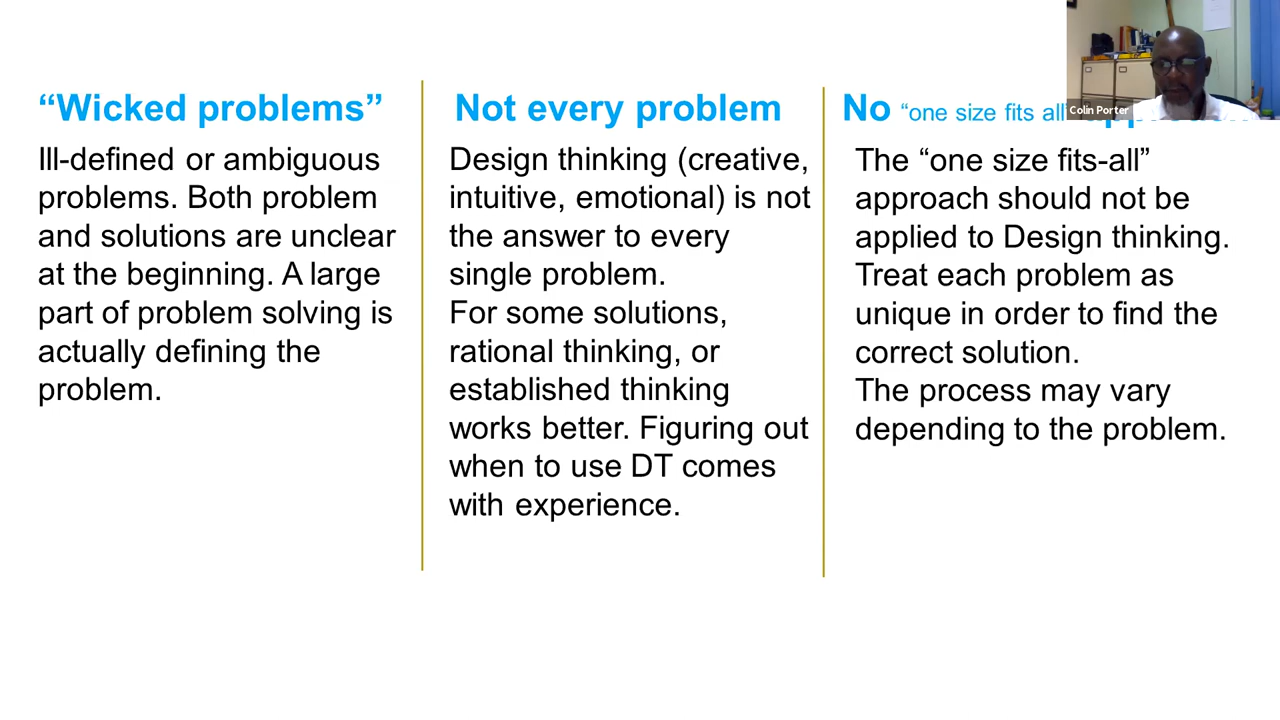 “Wicked problems”
Ill-defined or ambiguous
problems. Both problem
and solutions are unclear
at the beginning. A large
part of problem solving is
actually defining the
problem.
Not every problem
Design thinking (creative,
intuitive, emotional) is not
the answer to every
single problem.
For some solutions,
rational thinking, or
established thinking
works better. Figuring out
when to use DT comes
with experience.
No “one size fits all”
The “one size fits-all”
approach should not be
applied to Design thinking.
Treat each problem as
unique in order to find the
correct solution.
The process may vary
depending to the problem.
Colin Porter